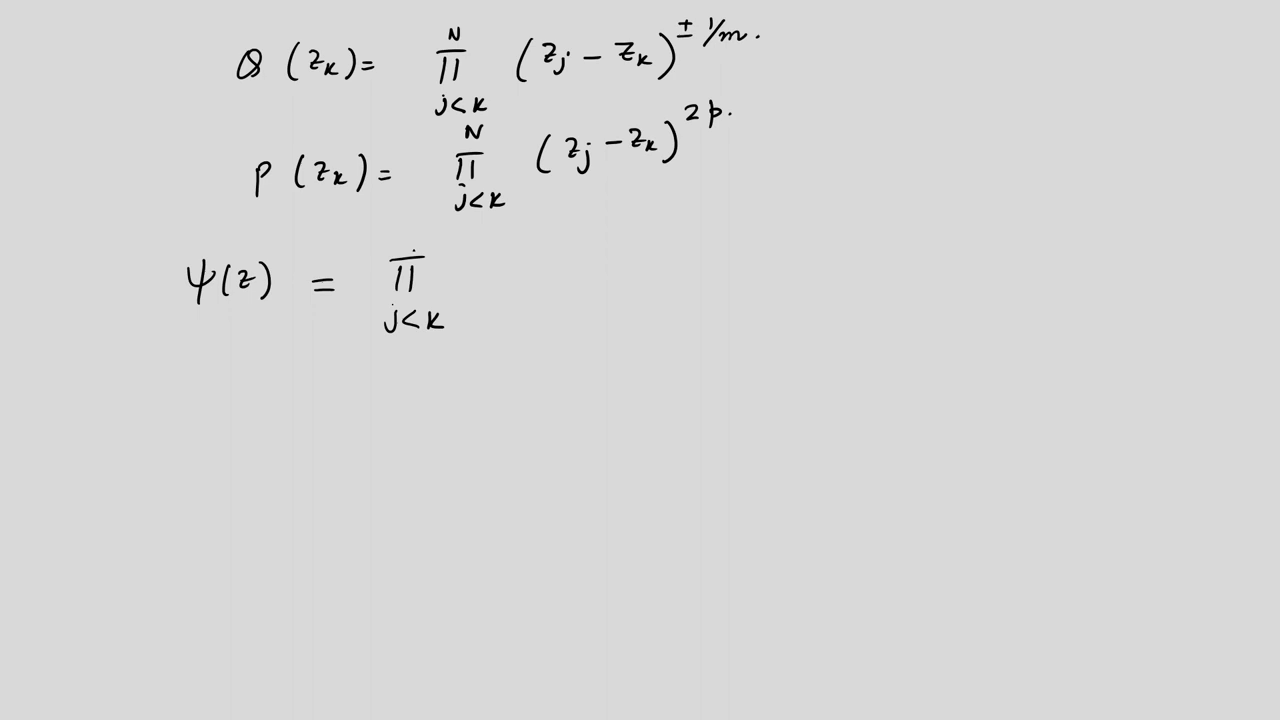 Q (z_k) = ∏_{j<k}^{N} (z_j - z_k)^{± 1/m}.
p (z_k) = ∏_{j<k}^{N} (z_j - z_k)^{2p}.
ψ(z) = ∏_{j<k}